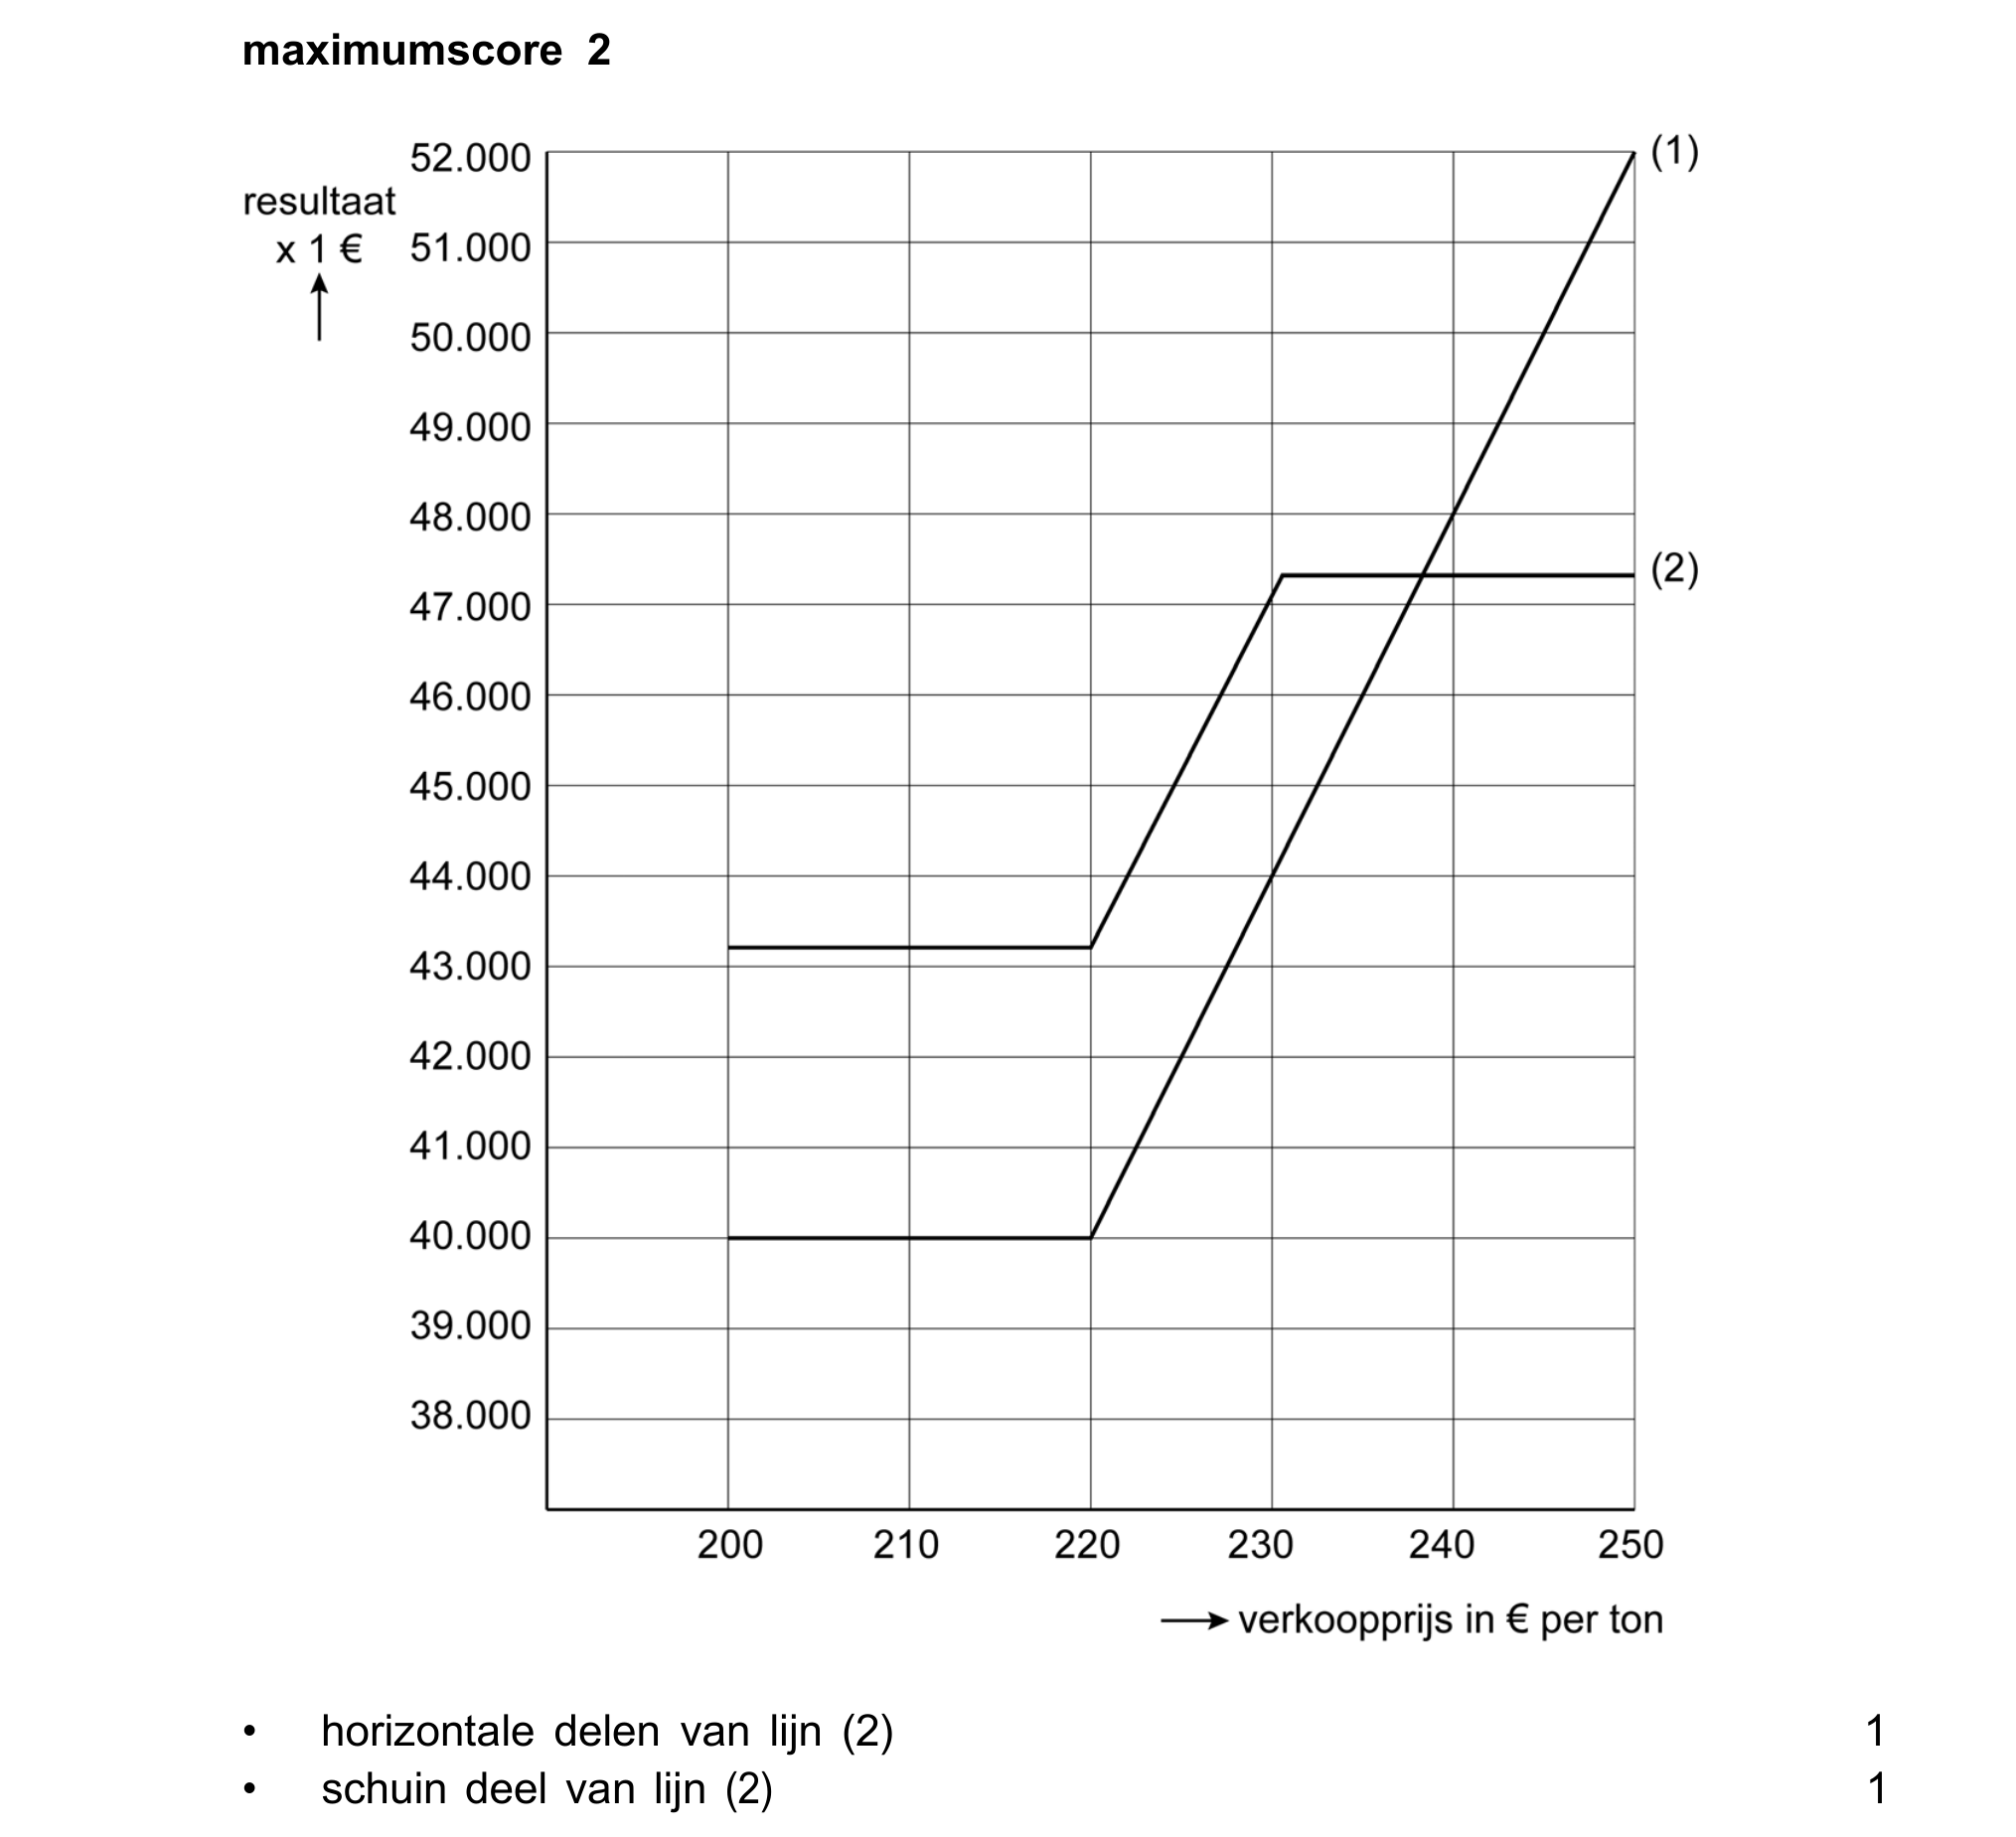 maximumscore 2
52.000
(1)
resultaat
x 1 €
51.000
50.000
49.000
48.000
(2)
47.000
46.000
45.000
44.000
43.000
42.000
41.000
40.000
39.000
38.000
200 210 220 230 240 250
verkoopprijs in € per ton
• horizontale delen van lijn (2) 1
• schuin deel van lijn (2) 1